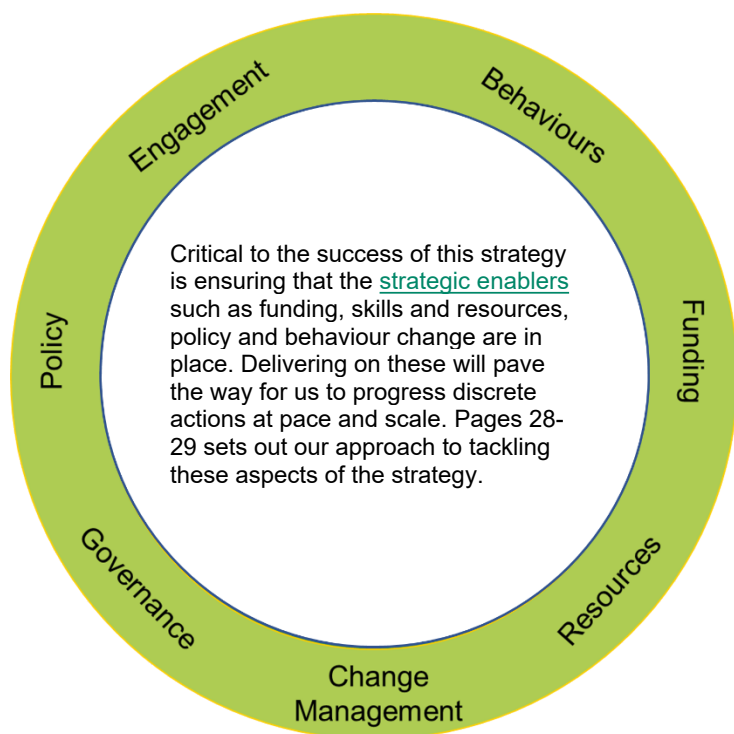 Engagement
Behaviours
Critical to the success of this strategy
is ensuring that the strategic enablers
such as funding, skills and resources,
policy and behaviour change are in
place. Delivering on these will pave
the way for us to progress discrete
actions at pace and scale. Pages 28-
29 sets out our approach to tackling
these aspects of the strategy.
Policy
Funding
Governance
Resources
Change
Management